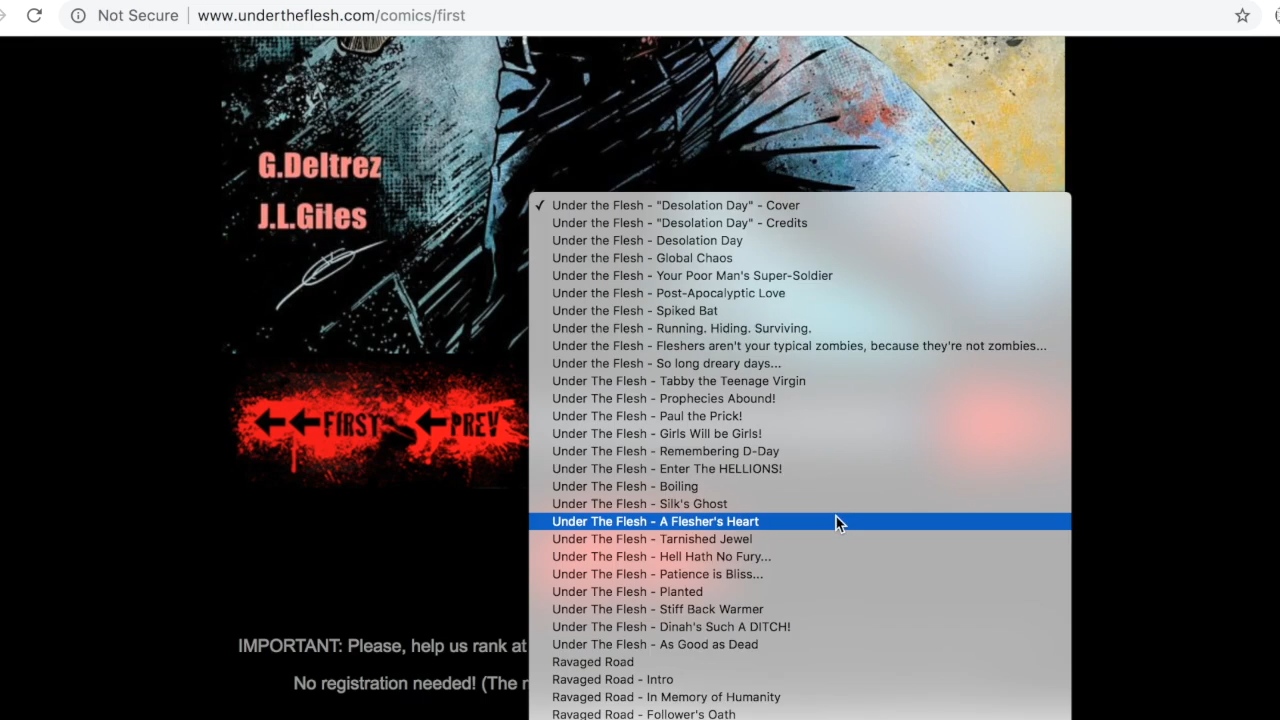 Not Secure
www.undertheflesh.com/comics/first
G.Deltrez
J.L.Giles
✓ Under the Flesh - "Desolation Day" - Cover
Under the Flesh - "Desolation Day" - Credits
Under the Flesh - Desolation Day
Under the Flesh - Global Chaos
Under the Flesh - Your Poor Man's Super-Soldier
Under the Flesh - Post-Apocalyptic Love
Under the Flesh - Spiked Bat
Under the Flesh - Running. Hiding. Surviving.
Under the Flesh - Fleshers aren't your typical zombies, because they're not zombies...
Under the Flesh - So long dreary days...
Under The Flesh - Tabby the Teenage Virgin
Under The Flesh - Prophecies Abound!
Under The Flesh - Paul the Prick!
Under The Flesh - Girls Will be Girls!
Under The Flesh - Remembering D-Day
Under The Flesh - Enter The HELLIONS!
Under The Flesh - Boiling
Under The Flesh - Silk's Ghost
Under The Flesh - A Flesher's Heart
Under The Flesh - Tarnished Jewel
Under The Flesh - Hell Hath No Fury...
Under The Flesh - Patience is Bliss...
Under The Flesh - Planted
Under The Flesh - Stiff Back Warmer
Under The Flesh - Dinah's Such A DITCH!
Under The Flesh - As Good as Dead
Ravaged Road
Ravaged Road - Intro
Ravaged Road - In Memory of Humanity
Ravaged Road - Follower's Oath
FIRST
PREV
IMPORTANT: Please, help us rank at
No registration needed! (The